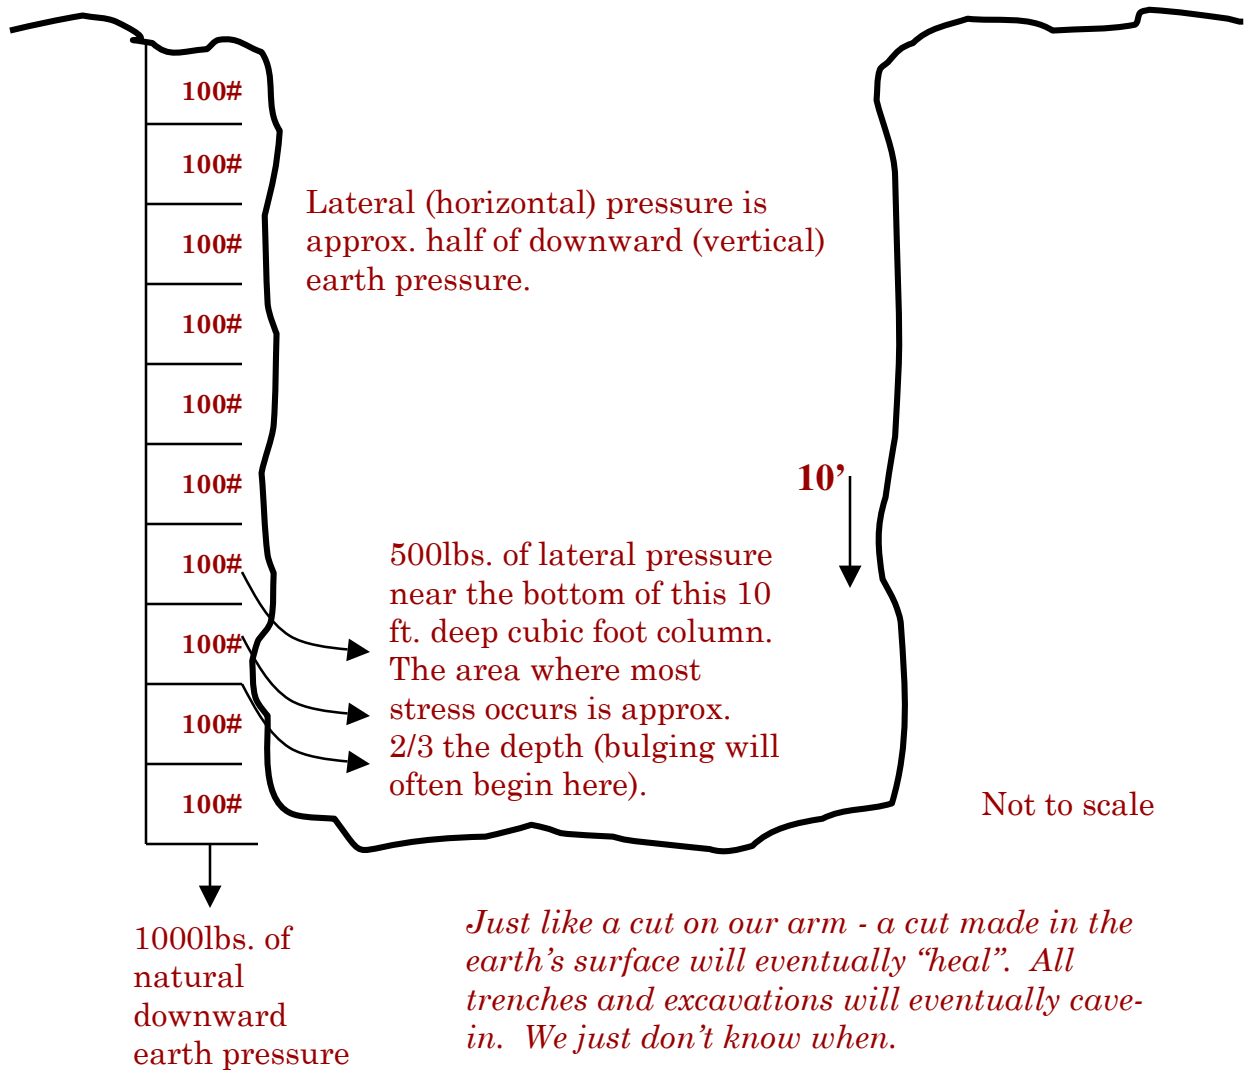 100#
100#
100#
100#
100#
100#
100#
100#
100#
100#
Lateral (horizontal) pressure is
approx. half of downward (vertical)
earth pressure.
10’
500lbs. of lateral pressure
near the bottom of this 10
ft. deep cubic foot column.
The area where most
stress occurs is approx.
2/3 the depth (bulging will
often begin here).
Not to scale
1000lbs. of
natural
downward
earth pressure
Just like a cut on our arm - a cut made in the
earth’s surface will eventually “heal”.  All
trenches and excavations will eventually cave-
in.  We just don’t know when.